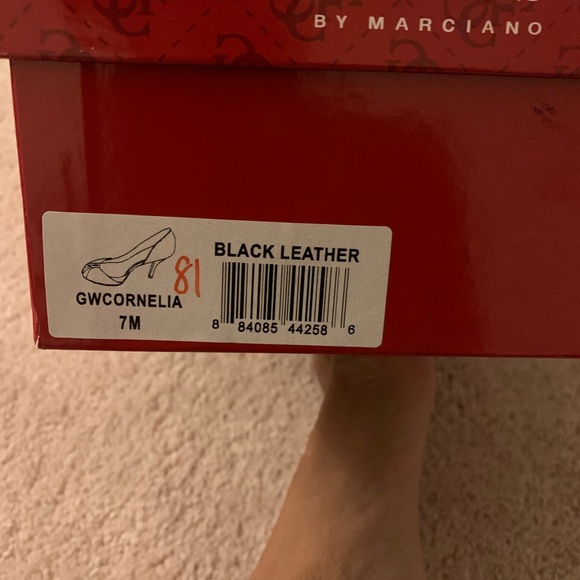 BY MARCIANO
81
BLACK LEATHER
GWCORNELIA
7M
8 84085 44258 6